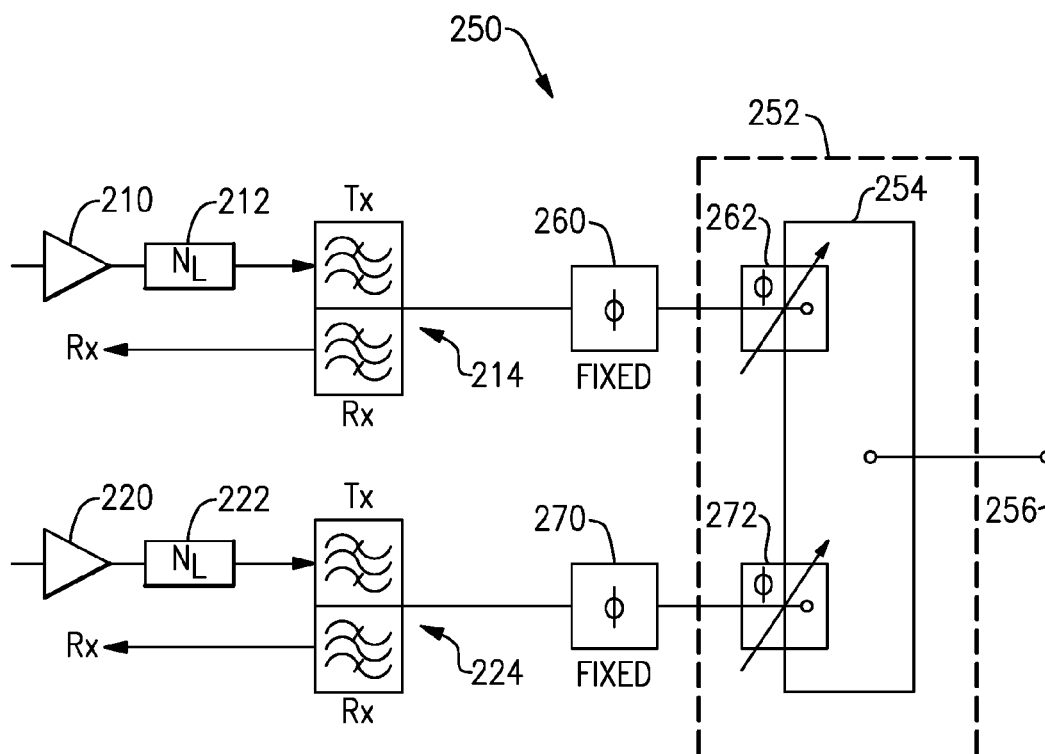 250
252
254
210
212
Tx
260
262
N_L
ϕ
ϕ
Rx
214
FIXED
Rx
220
222
Tx
270
272
256
N_L
ϕ
ϕ
Rx
224
FIXED
Rx